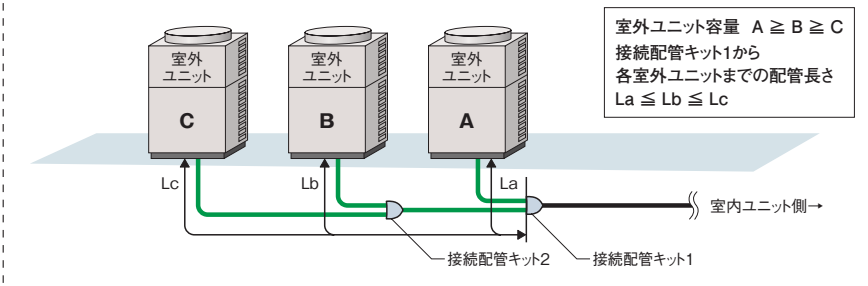 室外ユニット容量 A ≧ B ≧ C
接続配管キット1から
各室外ユニットまでの配管長さ
La ≦ Lb ≦ Lc
室外
ユニット
C
室外
ユニット
B
室外
ユニット
A
Lc
Lb
La
室内ユニット側→
接続配管キット2
接続配管キット1